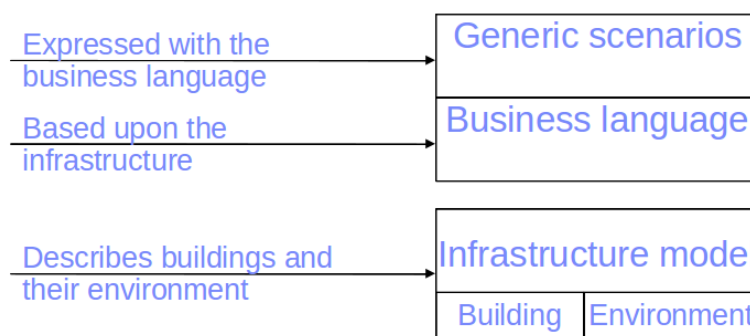 Expressed with the
business language
Generic scenarios
Based upon the
infrastructure
Business language
Describes buildings and
their environment
Infrastructure mode
Building
Environment